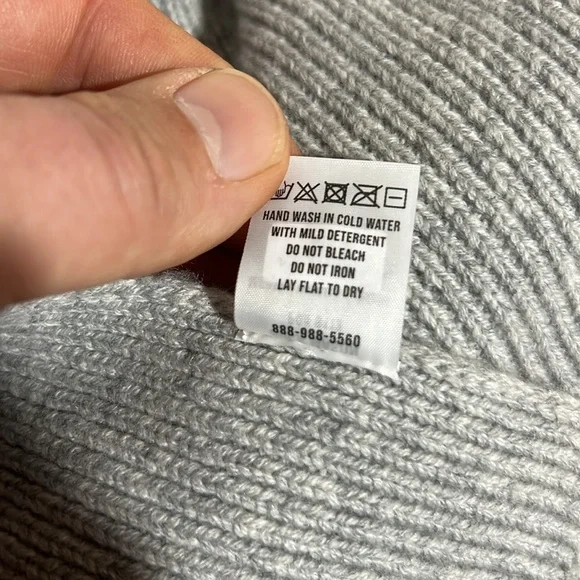 HAND WASH IN COLD WATER
WITH MILD DETERGENT
DO NOT BLEACH
DO NOT IRON
LAY FLAT TO DRY
888-988-5560